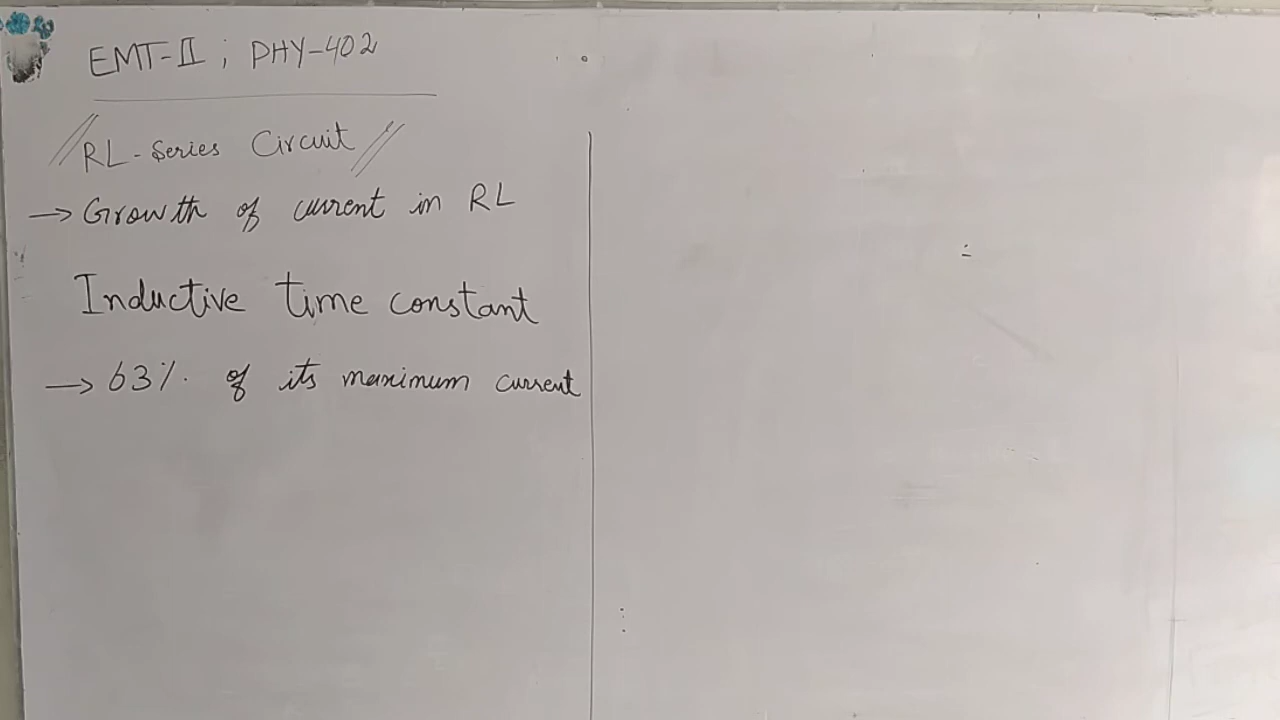 EMT-II ; PHY-402
// RL-Series Circuit //
→ Growth of current in RL
Inductive time constant
→ 63% of its maximum current